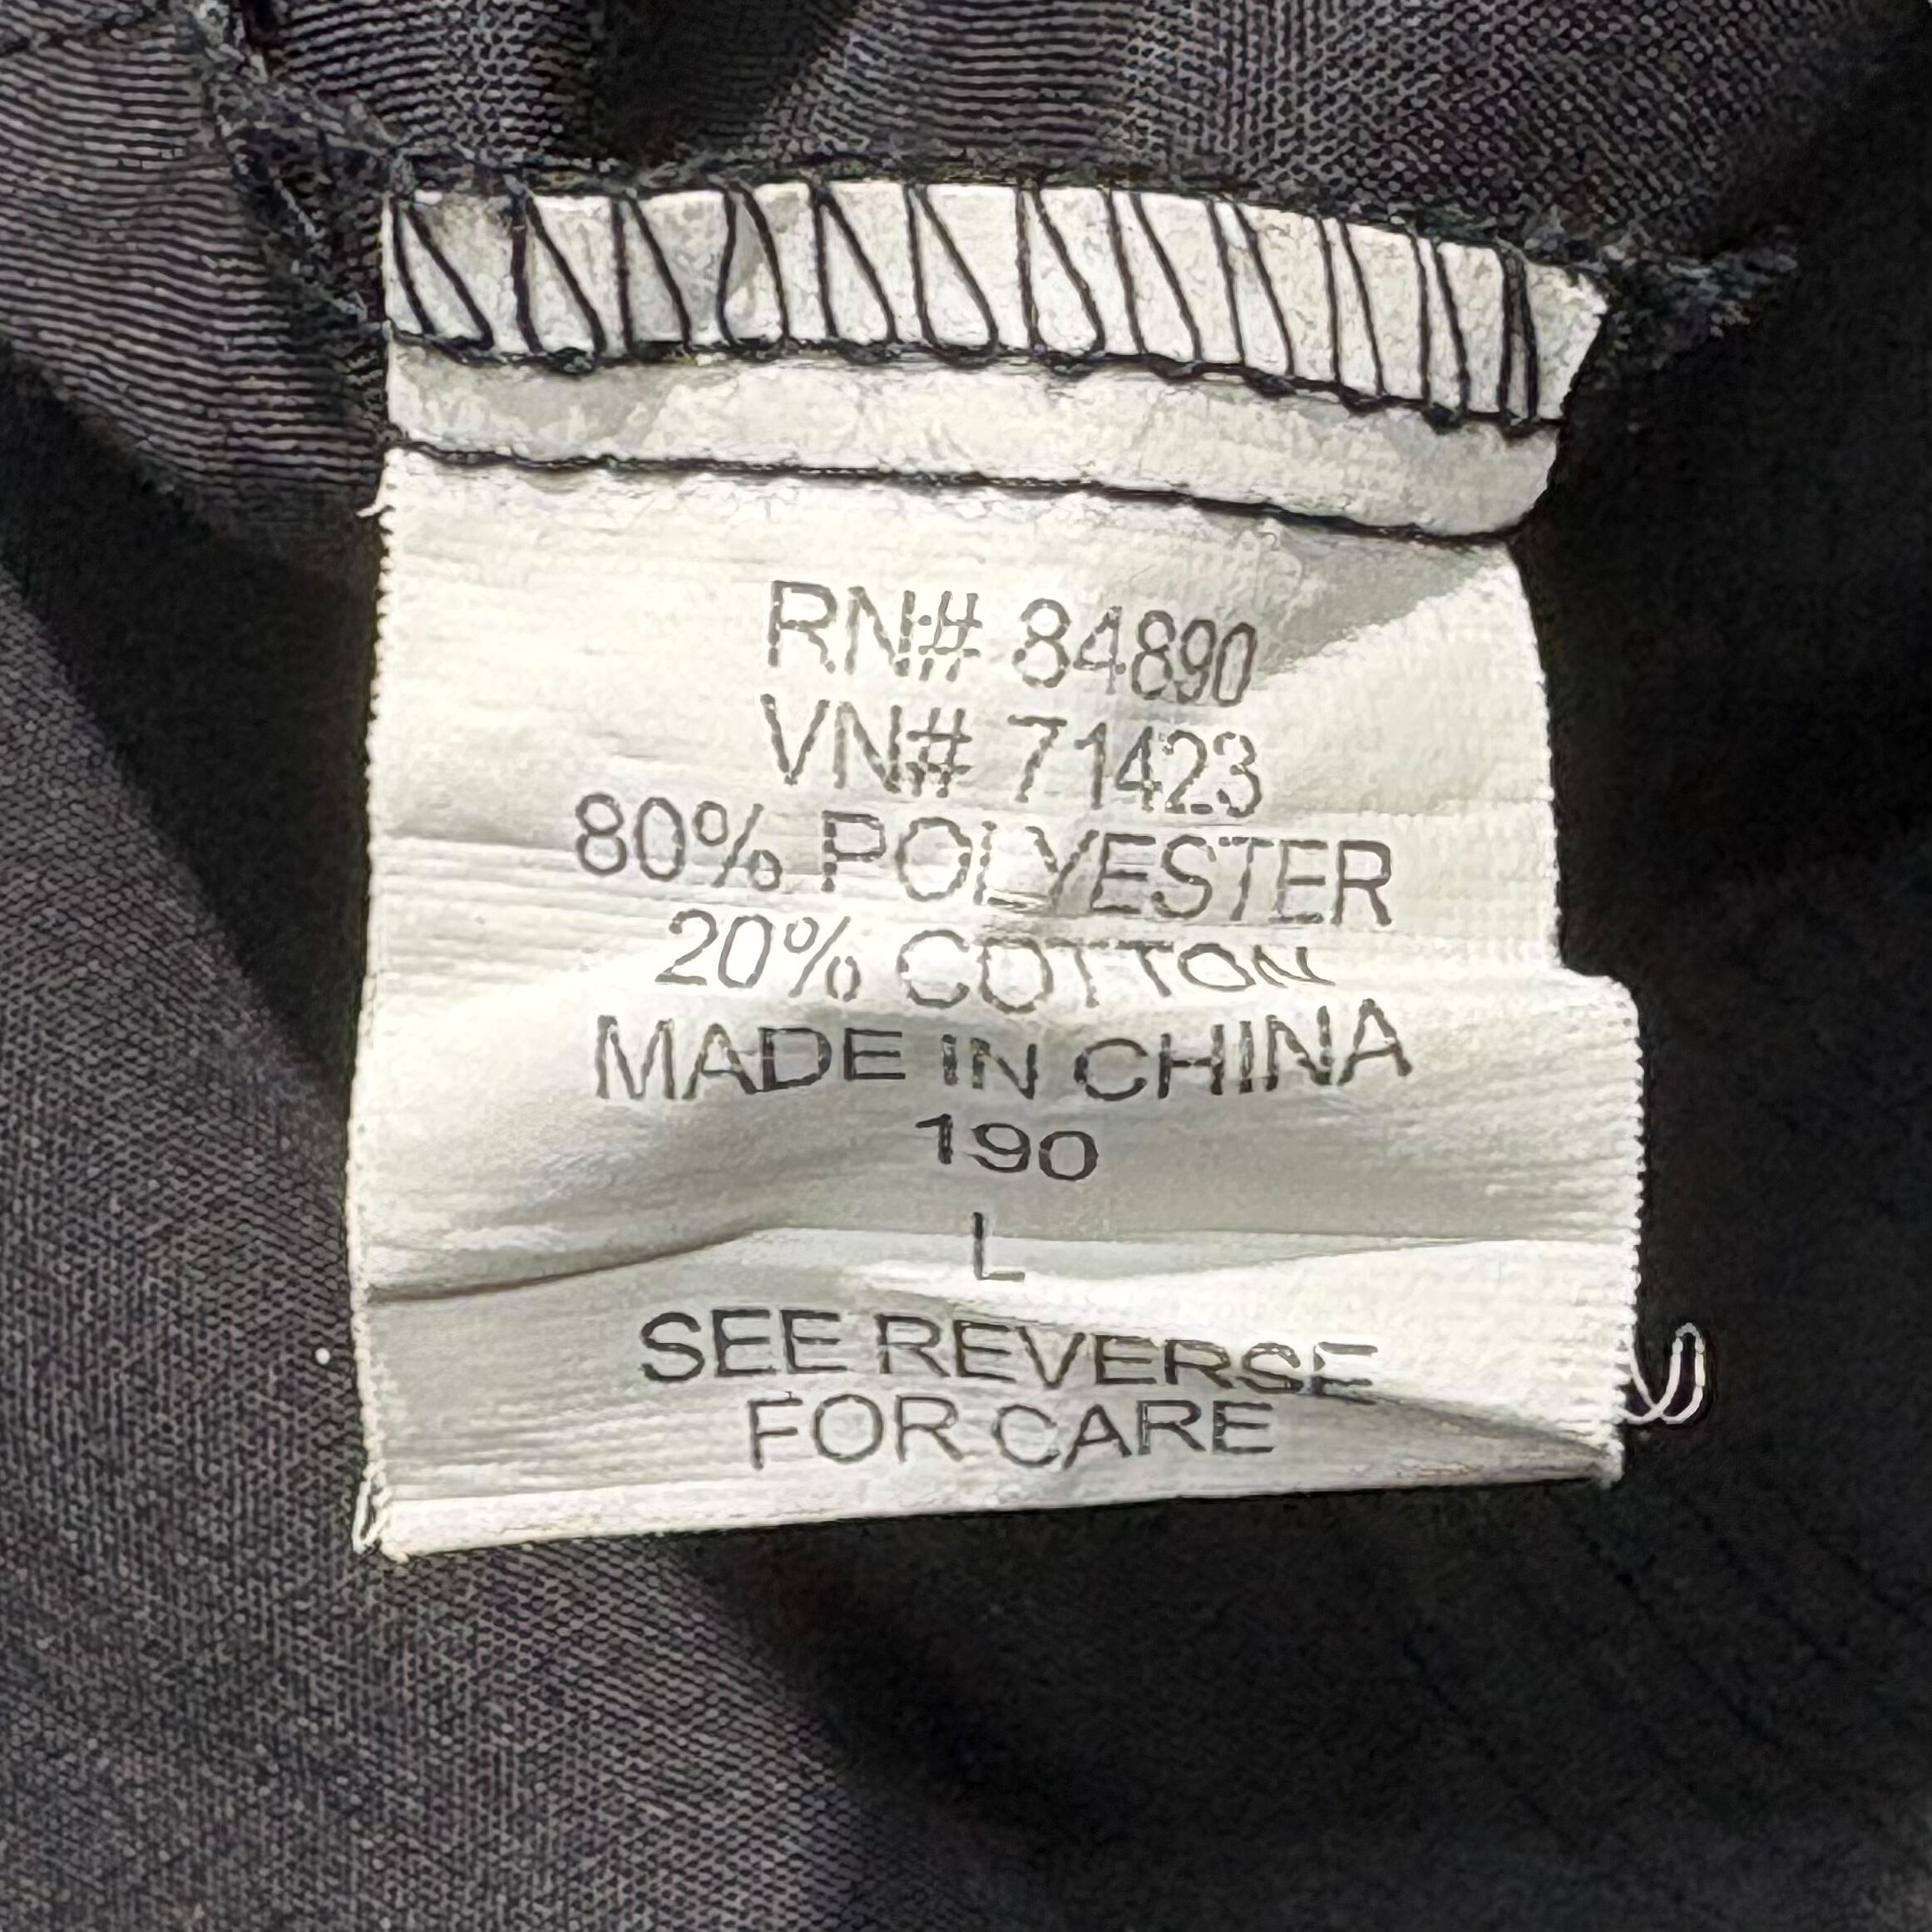 RN# 84890
VN# 71423
80% POLYESTER
20% COTTON
MADE IN CHINA
190
L
SEE REVERSE
FOR CARE